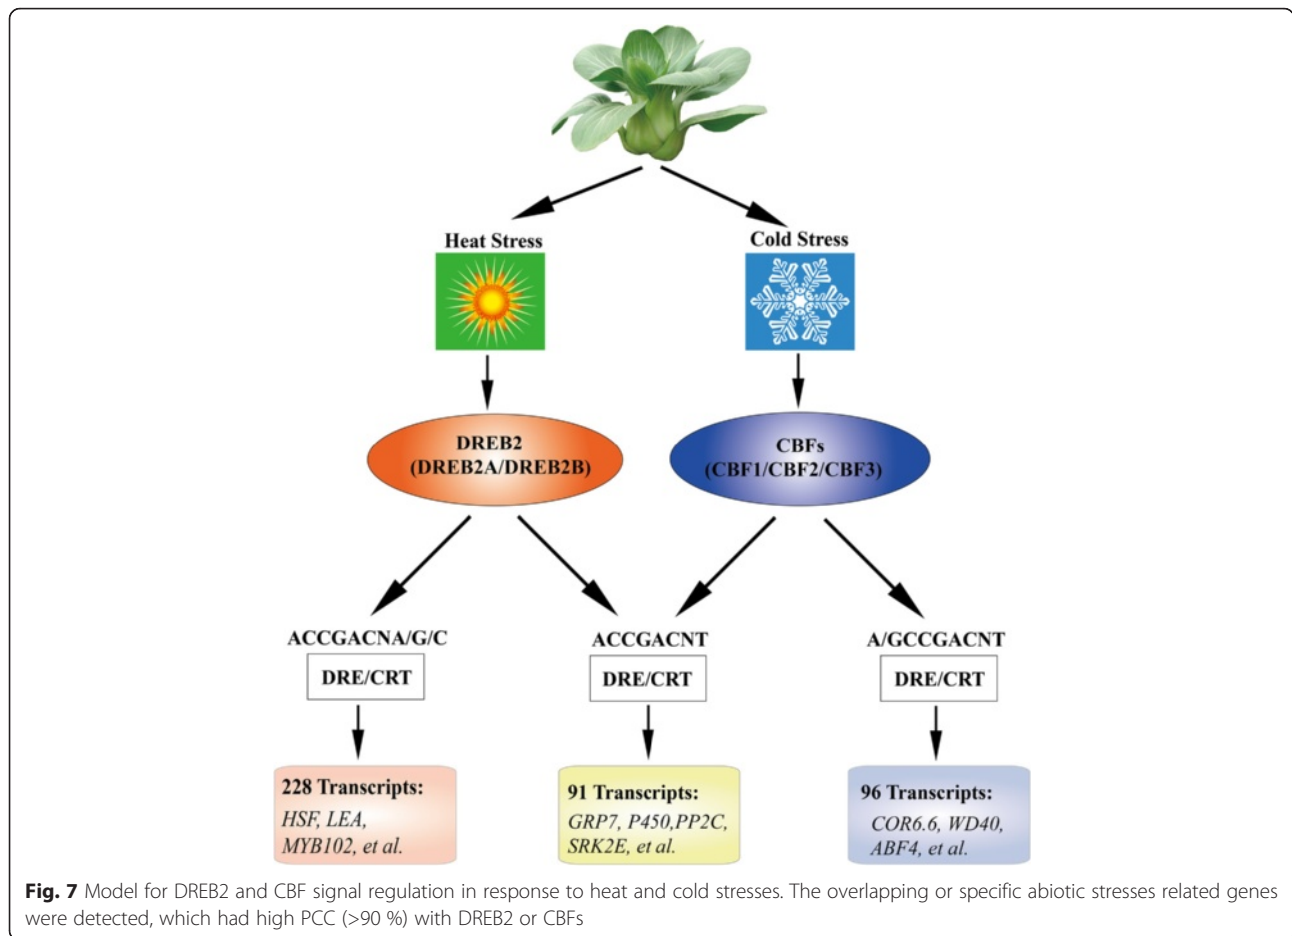 Heat Stress
Cold Stress
DREB2
(DREB2A/DREB2B)
CBFs
(CBF1/CBF2/CBF3)
ACCGACNA/G/C
ACCGACNT
A/GCCGACNT
DRE/CRT
DRE/CRT
DRE/CRT
228 Transcripts:
HSF, LEA,
MYB102, et al.
91 Transcripts:
GRP7, P450,PP2C,
SRK2E, et al.
96 Transcripts:
COR6.6, WD40,
ABF4, et al.
Fig. 7 Model for DREB2 and CBF signal regulation in response to heat and cold stresses. The overlapping or specific abiotic stresses related genes
were detected, which had high PCC (>90 %) with DREB2 or CBFs